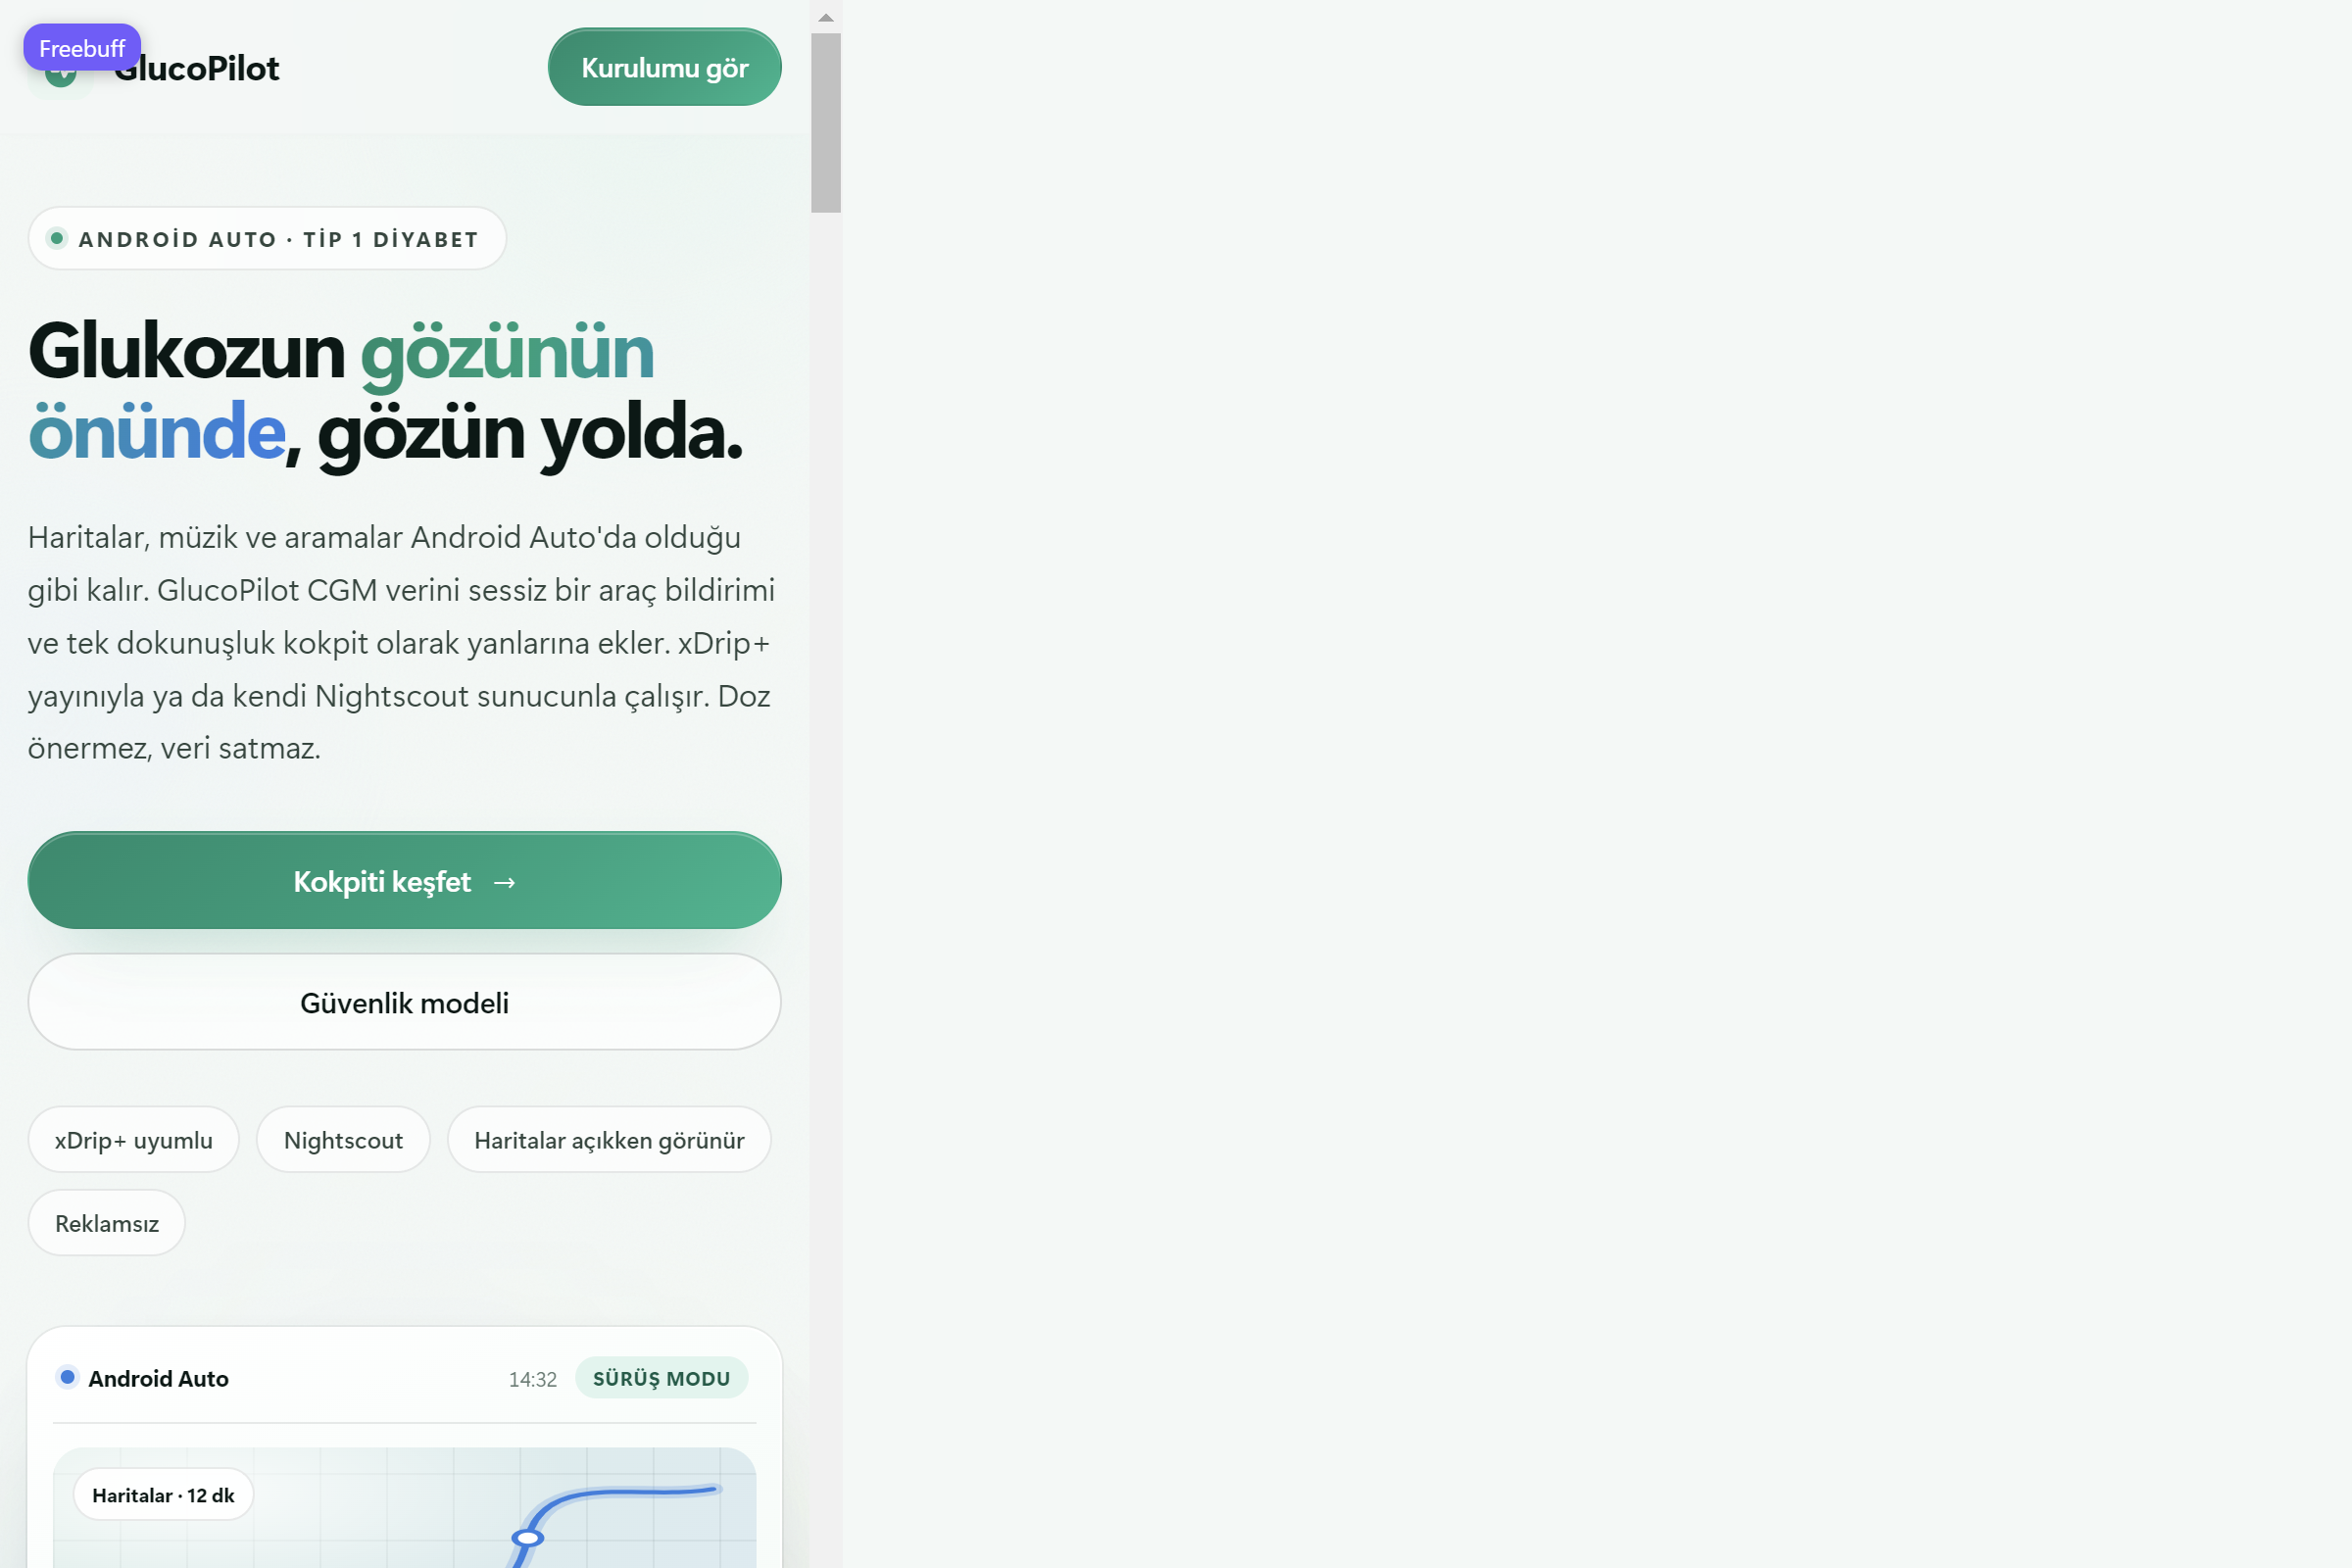 Freebuff
GlucoPilot
Kurulumu gör
ANDROİD AUTO · TİP 1 DİYABET
Glukozun gözünün
önünde, gözün yolda.
Haritalar, müzik ve aramalar Android Auto'da olduğu
gibi kalır. GlucoPilot CGM verini sessiz bir araç bildirimi
ve tek dokunuşluk kokpit olarak yanlarına ekler. xDrip+
yayınıyla ya da kendi Nightscout sunucunla çalışır. Doz
önermez, veri satmaz.
Kokpiti keşfet →
Güvenlik modeli
xDrip+ uyumlu
Nightscout
Haritalar açıkken görünür
Reklamsız
Android Auto
14:32
SÜRÜŞ MODU
Haritalar · 12 dk